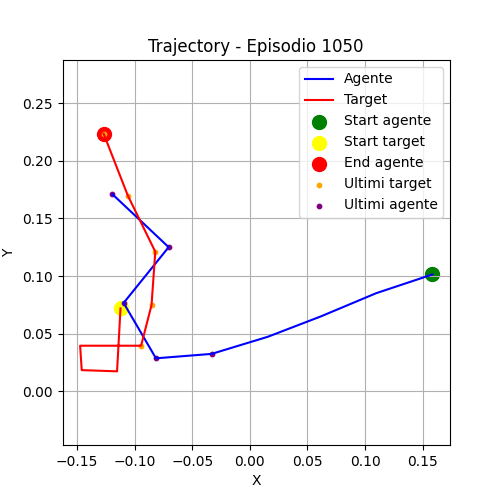 Trajectory - Episodio 1050
Agente
Target
Start agente
Start target
End agente
Ultimi target
Ultimi agente
Y
0.25
0.20
0.15
0.10
0.05
0.00
−0.15 −0.10 −0.05 0.00 0.05 0.10 0.15
X